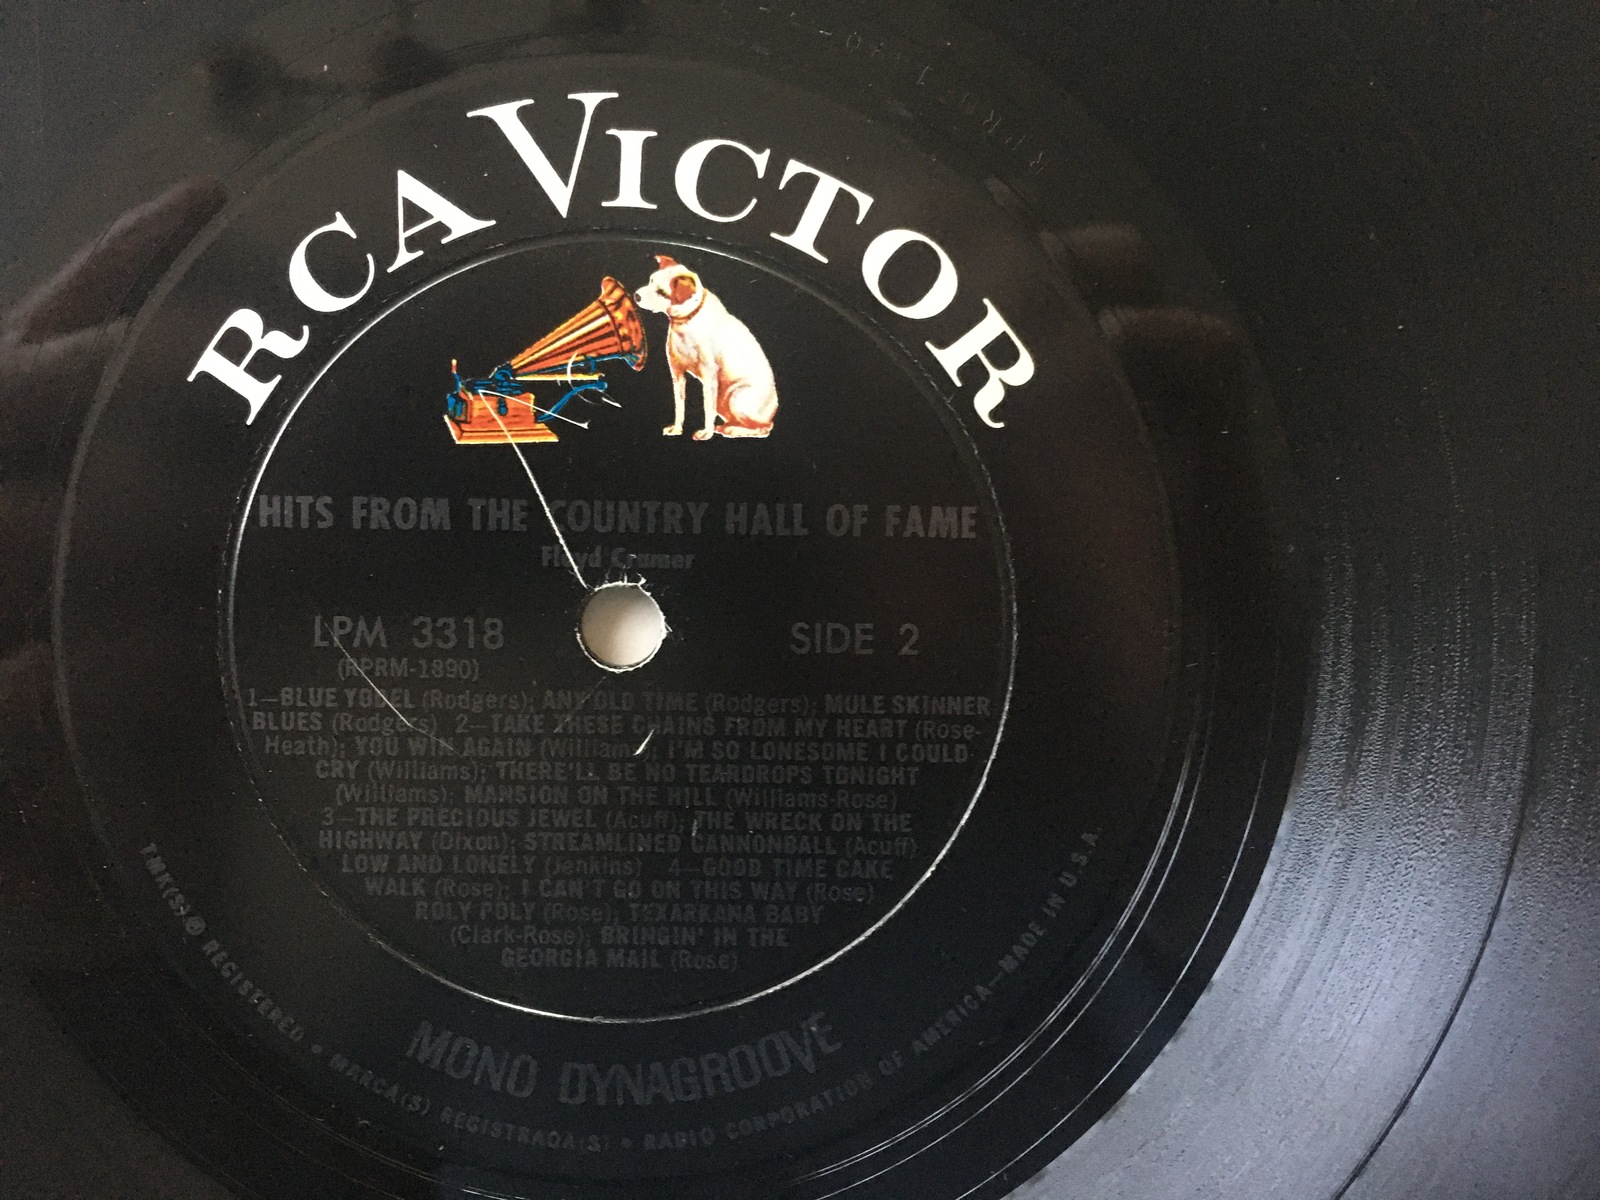 RCA VICTOR
HITS FROM THE COUNTRY HALL OF FAME
Floyd Cramer
LPM 3318 SIDE 2
(RPRM-1890)
1—BLUE YODEL (Rodgers); ANY OLD TIME (Rodgers); MULE SKINNER
BLUES (Rodgers) 2—TAKE THESE CHAINS FROM MY HEART (Rose-
Heath); YOU WIN AGAIN (Williams); I'M SO LONESOME I COULD
CRY (Williams); THERE'LL BE NO TEARDROPS TONIGHT
(Williams); MANSION ON THE HILL (Williams-Rose)
3—THE PRECIOUS JEWEL (Acuff); THE WRECK ON THE
HIGHWAY (Dixon); STREAMLINED CANNONBALL (Acuff)
LOW AND LONELY (Jenkins) 4—GOOD TIME CAKE
WALK (Rose); I CAN'T GO ON THIS WAY (Rose)
ROLY POLY (Rose); TEXARKANA BABY
(Clark-Rose); BRINGIN' IN THE
GEORGIA MAIL (Rose)
MONO DYNAGROOVE
TMK(S) ® REGISTERED • MARCA(S) REGISTRADA(S) • RADIO CORPORATION OF AMERICA—MADE IN U.S.A.